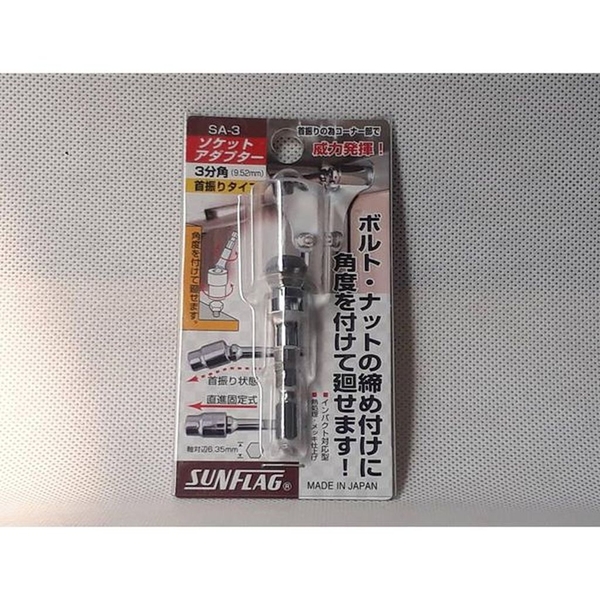 SA-3
ソケット
アダプター
3分角(9.52mm)
首振りタイプ
首振りの為コーナー部で
威力発揮！
ボルト・ナットの締め付けに
角度を付けて廻せます！
角度を付けて廻せます。
首振り状態
直進固定式
軸対辺6.35mm
●インパクト対応型
●熱処理・メッキ仕上げ
SUNFLAG®
MADE IN JAPAN